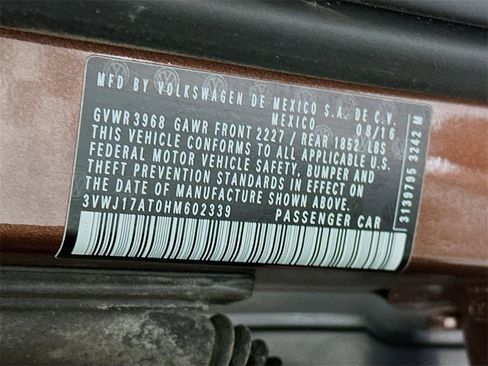 MFD BY VOLKSWAGEN DE MEXICO S.A. DE C.V.
MEXICO 08/16
GVWR 3968 GAWR FRONT 2227 / REAR 1852 LBS
THIS VEHICLE CONFORMS TO ALL APPLICABLE U.S.
FEDERAL MOTOR VEHICLE SAFETY, BUMPER AND
THEFT PREVENTION STANDARDS IN EFFECT ON
THE DATE OF MANUFACTURE SHOWN ABOVE.
3VWJ17AT0HM602339 PASSENGER CAR
3139795 3242 M